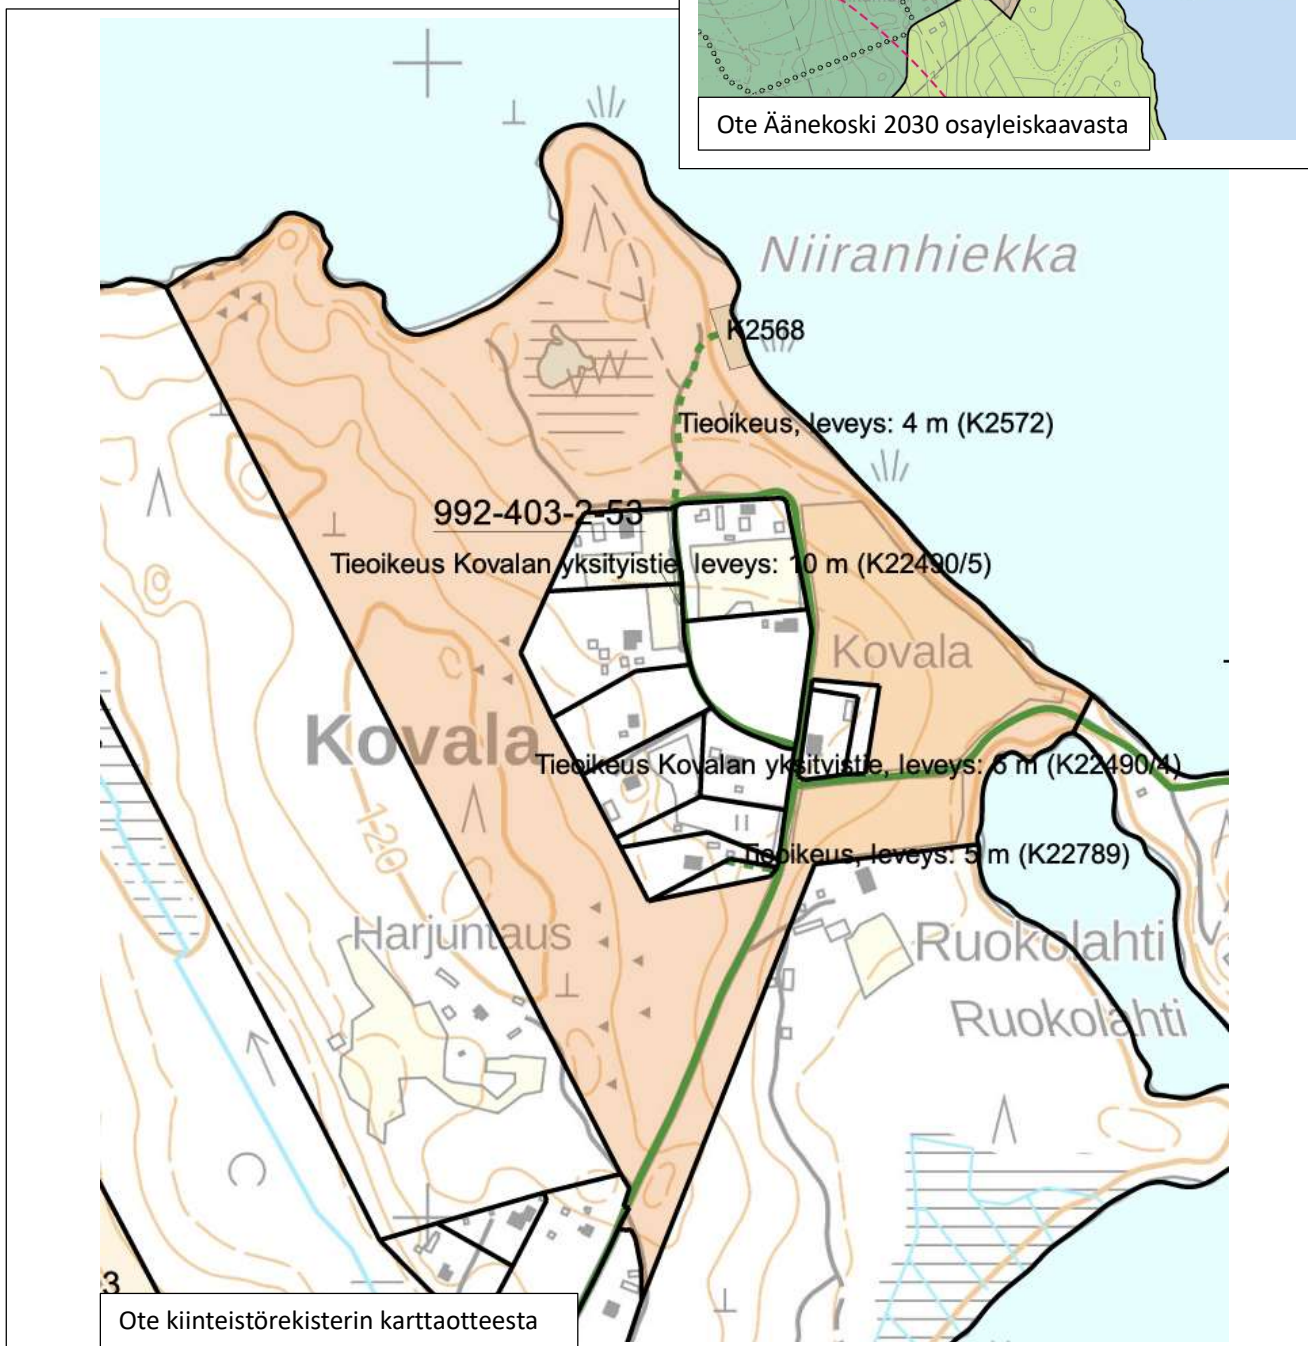 Ote Äänekoski 2030 osayleiskaavasta
Niiranhiekka
K2568
Tieoikeus, leveys: 4 m (K2572)
992-403-2-53
Tieoikeus Kovalan yksityistie, leveys: 10 m (K22490/5)
Kovala
Kovala
Tieoikeus Kovalan yksityistie, leveys: 6 m (K22490/4)
120
Tieoikeus, leveys: 5 m (K22789)
Harjuntaus
Ruokolahti
Ruokolahti
3
Ote kiinteistörekisterin karttaotteesta